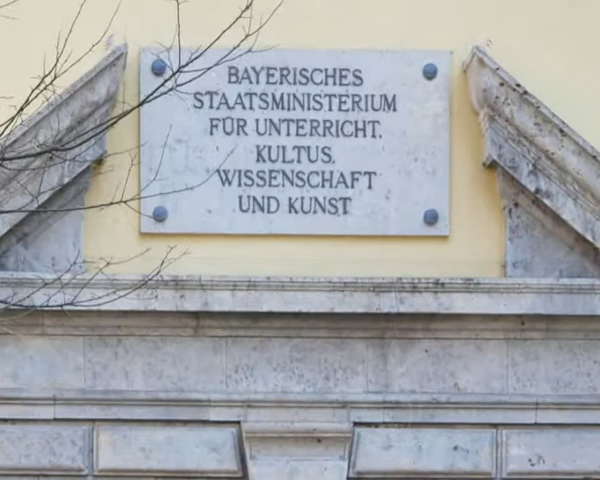 BAYERISCHES
STAATSMINISTERIUM
FÜR UNTERRICHT,
KULTUS,
WISSENSCHAFT
UND KUNST